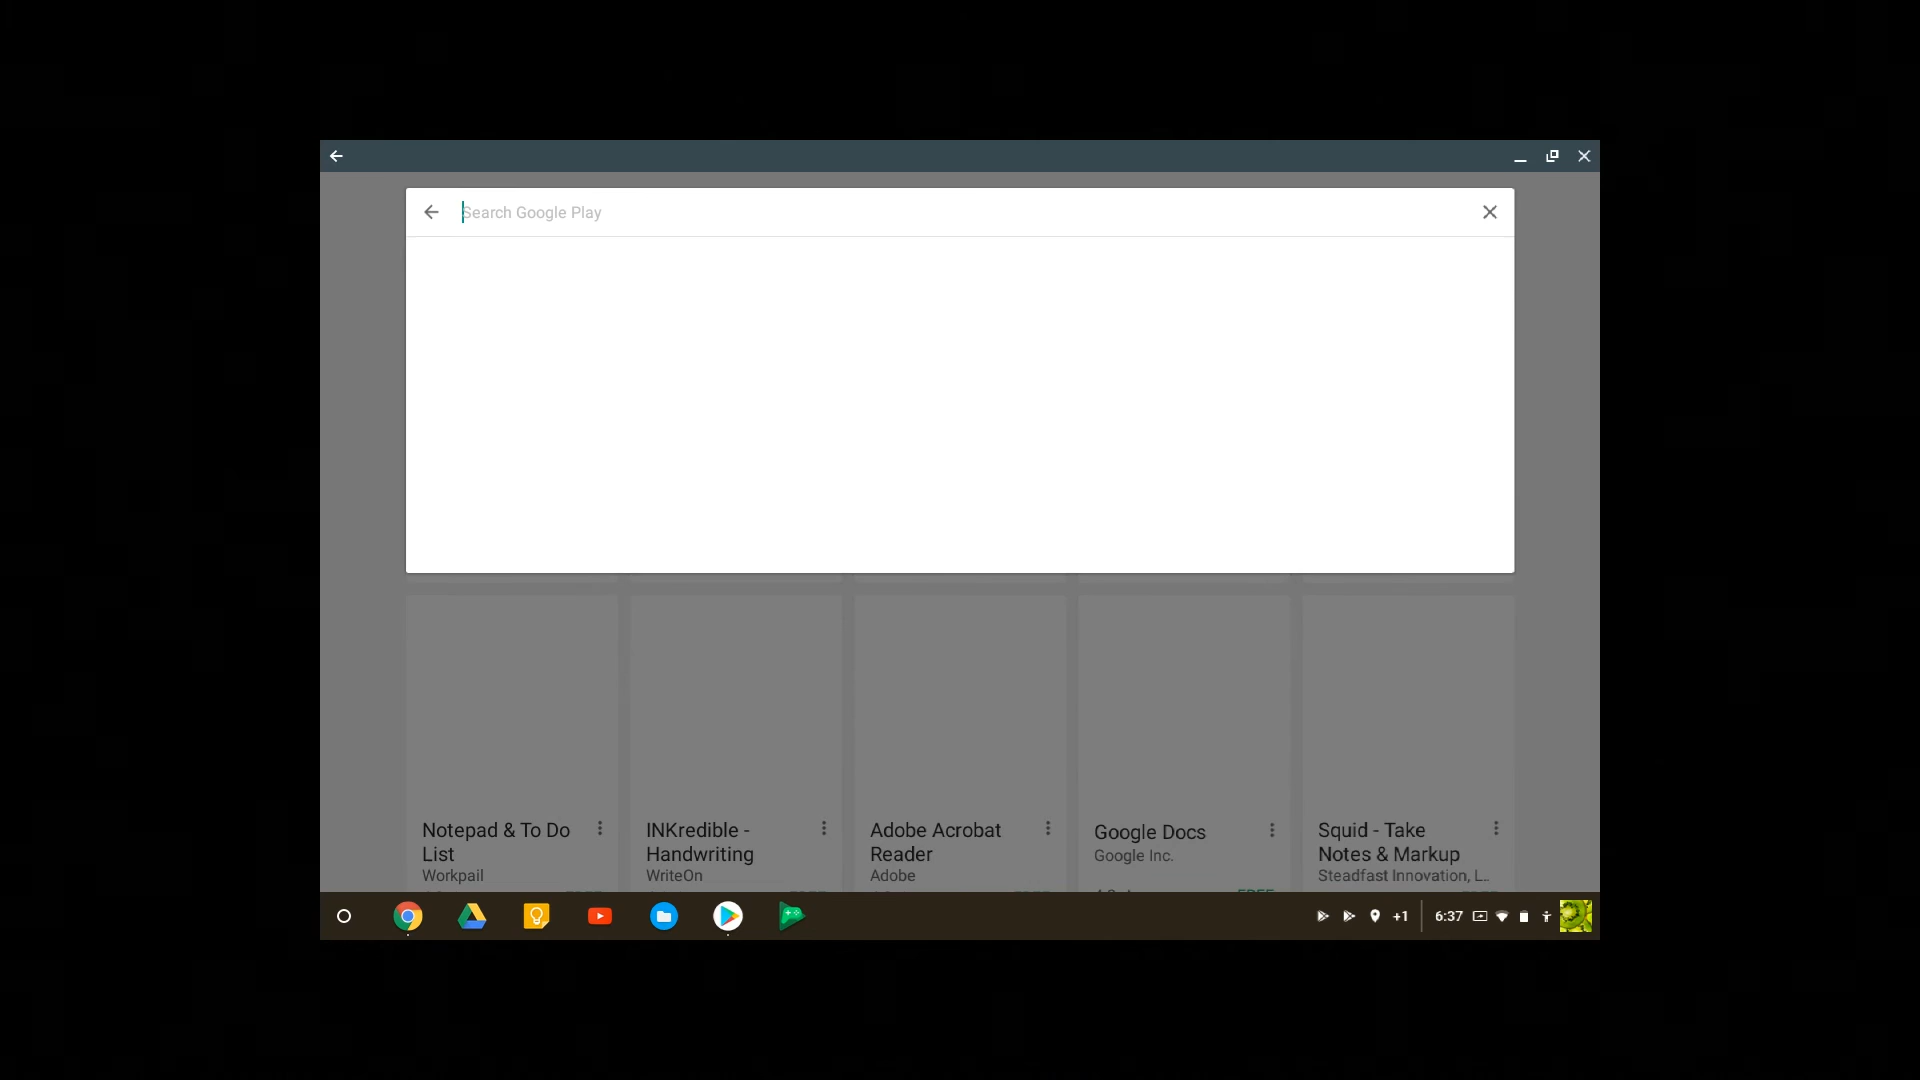 Search Google Play
Notepad & To Do
List
Workpail
INKredible -
Handwriting
WriteOn
Adobe Acrobat
Reader
Adobe
Google Docs
Google Inc.
Squid - Take
Notes & Markup
Steadfast Innovation, L..
+1
6:37